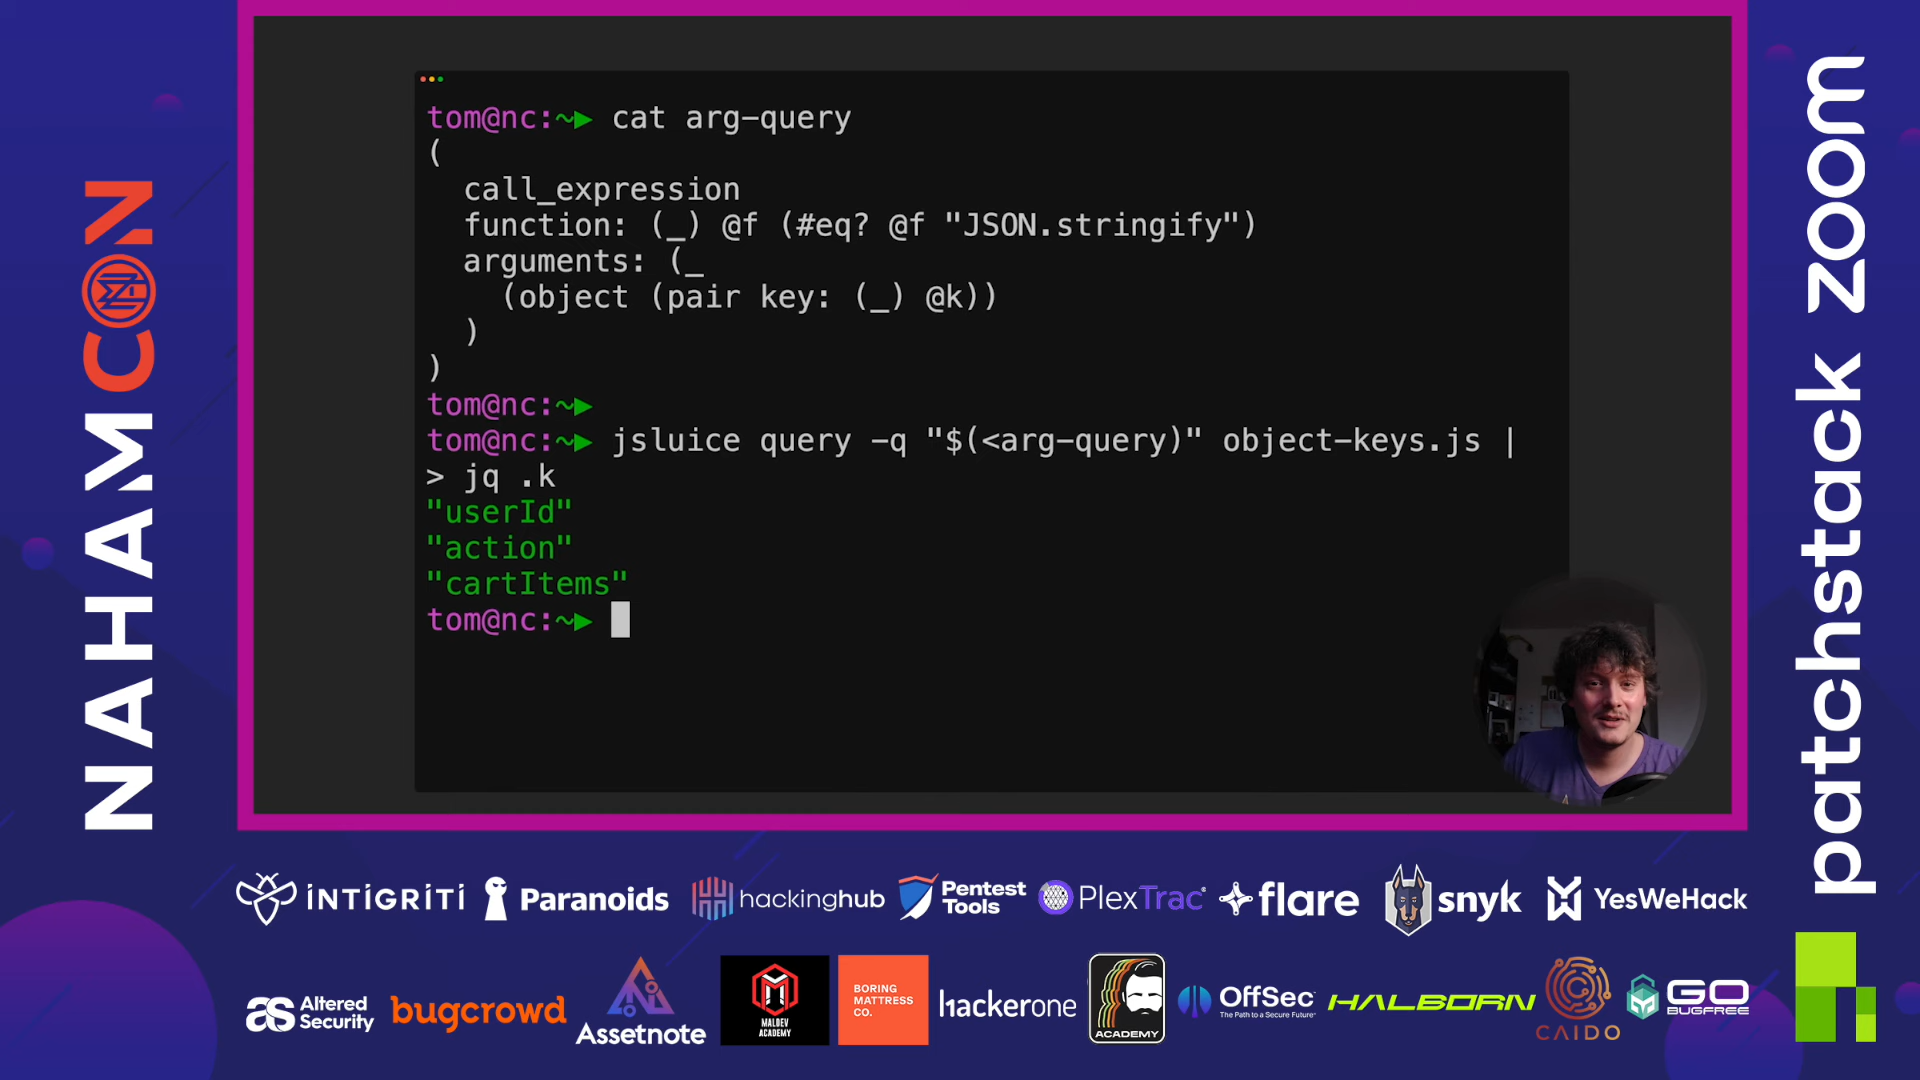 NAHAMCON
tom@nc:~▶ cat arg-query
(
  call_expression
  function: (_) @f (#eq? @f "JSON.stringify")
  arguments: (_
    (object (pair key: (_) @k))
  )
)
tom@nc:~▶
tom@nc:~▶ jsluice query -q "$(<arg-query)" object-keys.js |
> jq .k
"userId"
"action"
"cartItems"
tom@nc:~▶
patchstack zoom
INTIGRITI
Paranoids
hackinghub
Pentest
Tools
PlexTrac
flare
snyk
YesWeHack
as Altered
Security
bugcrowd
Assetnote
MALDEV
ACADEMY
BORING
MATTRESS
CO.
hackerone
ACADEMY
OffSec
The Path to a Secure Future
HALBORN
CAIDO
GO
BUGFREE